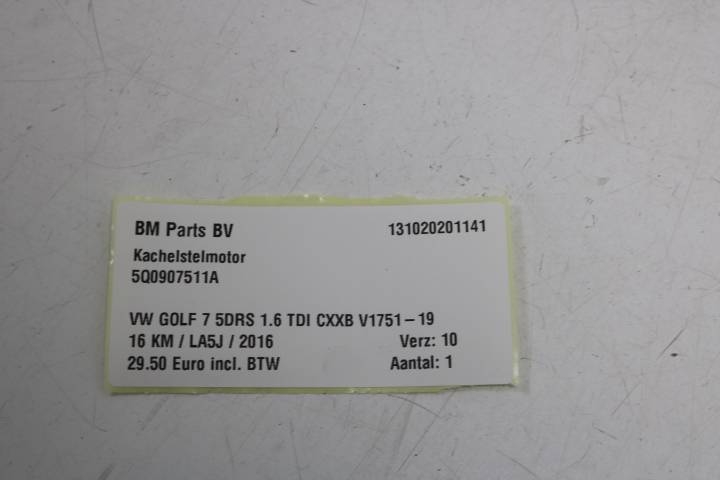 BM Parts BV 131020201141
Kachelstelmotor
5Q0907511A
VW GOLF 7 5DRS 1.6 TDI CXXB V1751-19
16 KM / LA5J / 2016 Verz: 10
29.50 Euro incl. BTW Aantal: 1